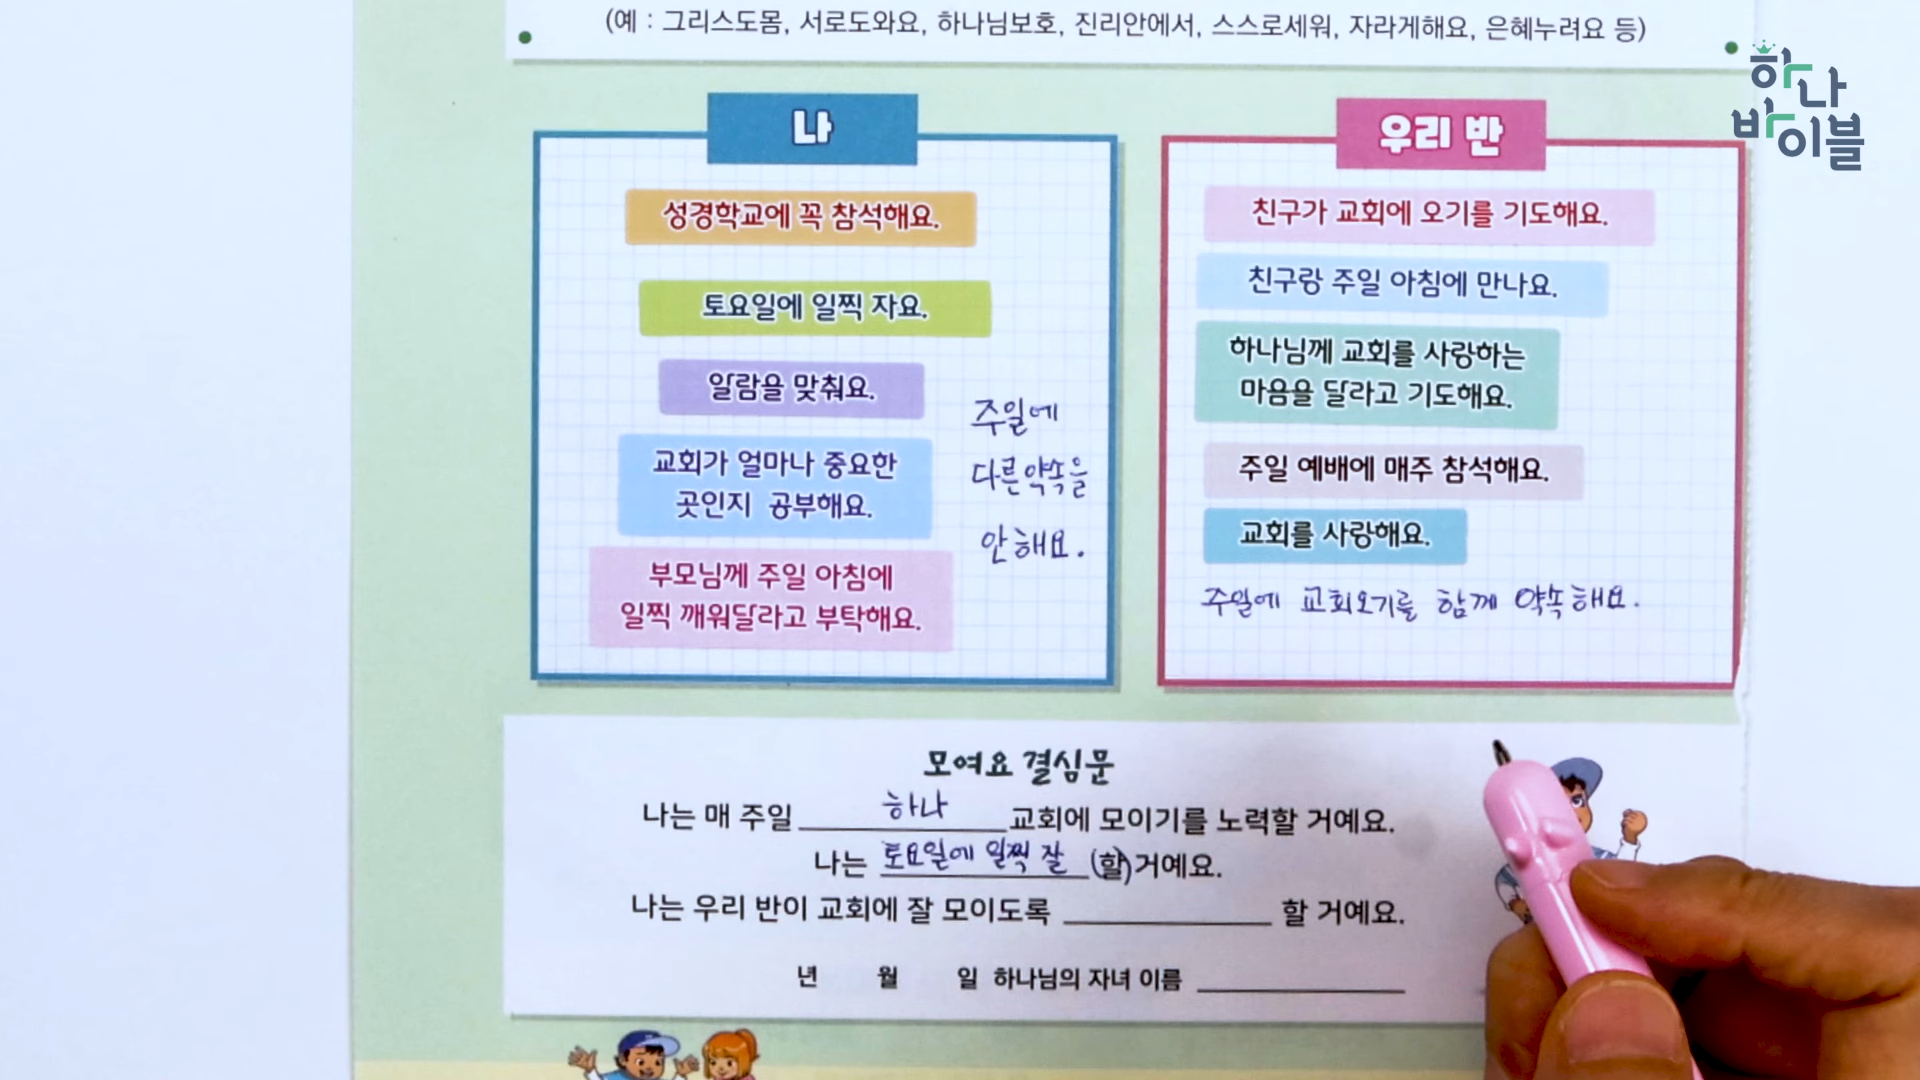 (예 : 그리스도몸, 서로도와요, 하나님보호, 진리안에서, 스스로세워, 자라게해요, 은혜누려요 등)
하나
바이블
나
성경학교에 꼭 참석해요.
토요일에 일찍 자요.
알람을 맞춰요.
교회가 얼마나 중요한
곳인지 공부해요.
부모님께 주일 아침에
일찍 깨워달라고 부탁해요.
주일에
다른약속을
안해요.
우리 반
친구가 교회에 오기를 기도해요.
친구랑 주일 아침에 만나요.
하나님께 교회를 사랑하는
마음을 달라고 기도해요.
주일 예배에 매주 참석해요.
교회를 사랑해요.
주일에 교회오기를 함께 약속해요.
모여요 결심문
나는 매 주일 하나 교회에 모이기를 노력할 거예요.
나는 토요일에 일찍 잘 (할)거예요.
나는 우리 반이 교회에 잘 모이도록 할 거예요.
년 월 일 하나님의 자녀 이름